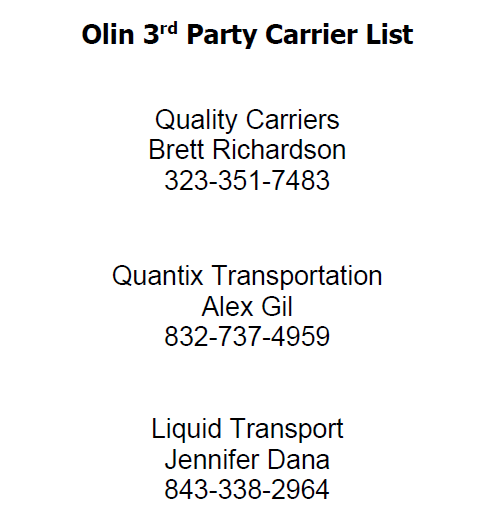 Olin 3rd Party Carrier List
Quality Carriers
Brett Richardson
323-351-7483
Quantix Transportation
Alex Gil
832-737-4959
Liquid Transport
Jennifer Dana
843-338-2964